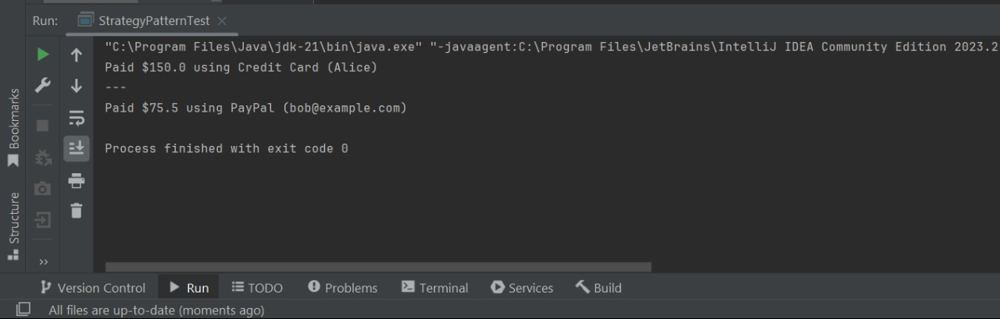 Run: StrategyPatternTest
"C:\Program Files\Java\jdk-21\bin\java.exe" "-javaagent:C:\Program Files\JetBrains\IntelliJ IDEA Community Edition 2023.2
Paid $150.0 using Credit Card (Alice)
---
Paid $75.5 using PayPal (bob@example.com)
Process finished with exit code 0
Bookmarks
Structure
Version Control Run TODO Problems Terminal Services Build
All files are up-to-date (moments ago)